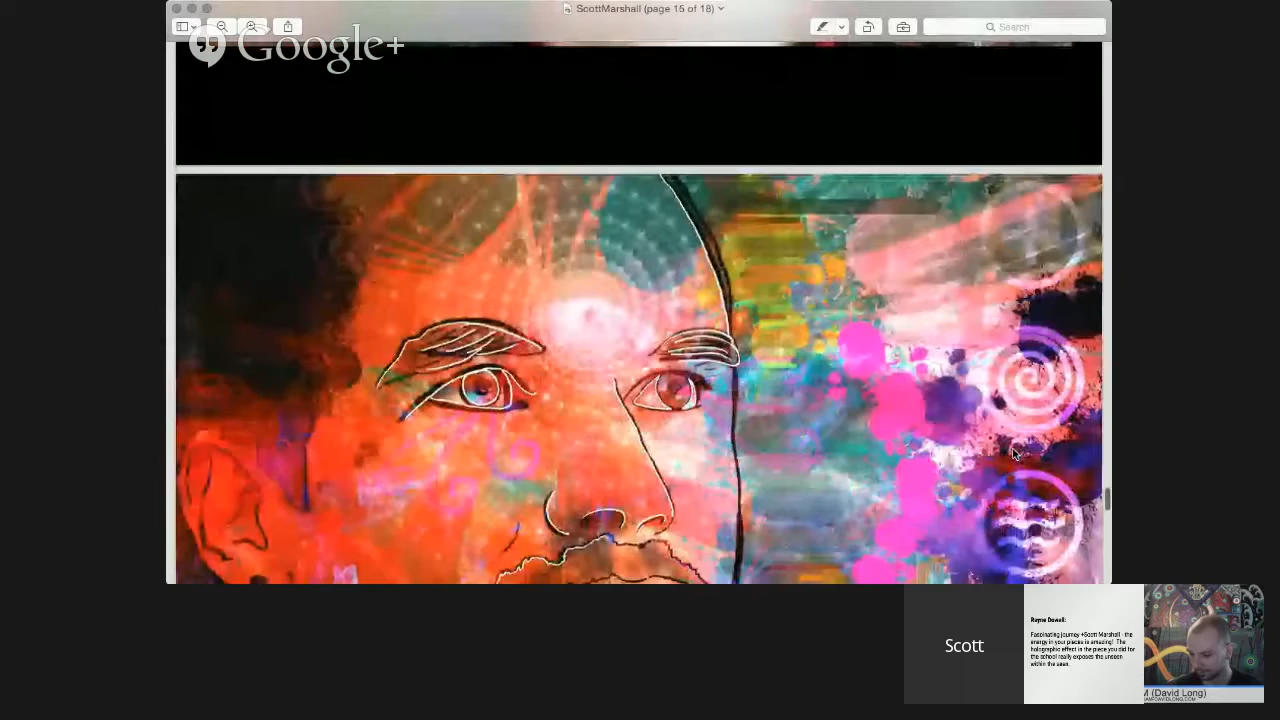 ScottMarshall (page 15 of 18)
Search
Google+
Scott
Rayne Dowell:
Fascinating journey +Scott Marshall - the
energy in your pieces is amazing! The
holographic effect in the piece you did for
the school really exposes the unseen
within the seen.
M (David Long)